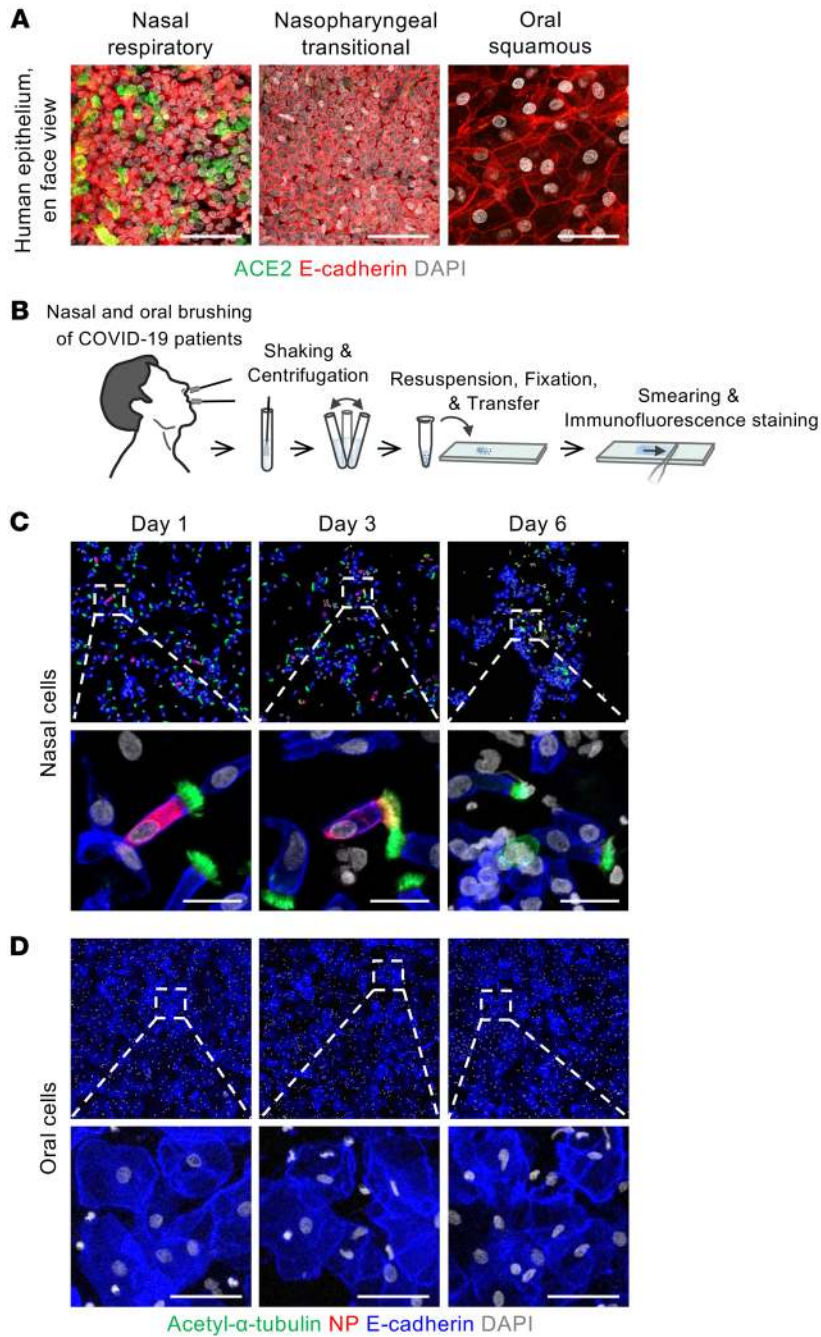 A
Nasal
respiratory
Nasopharyngeal
transitional
Oral
squamous
Human epithelium,
en face view
ACE2 E-cadherin DAPI
B
Nasal and oral brushing
of COVID-19 patients
Shaking &
Centrifugation
Resuspension, Fixation,
& Transfer
Smearing &
Immunofluorescence staining
C
Day 1
Day 3
Day 6
Nasal cells
D
Oral cells
Acetyl-α-tubulin NP E-cadherin DAPI